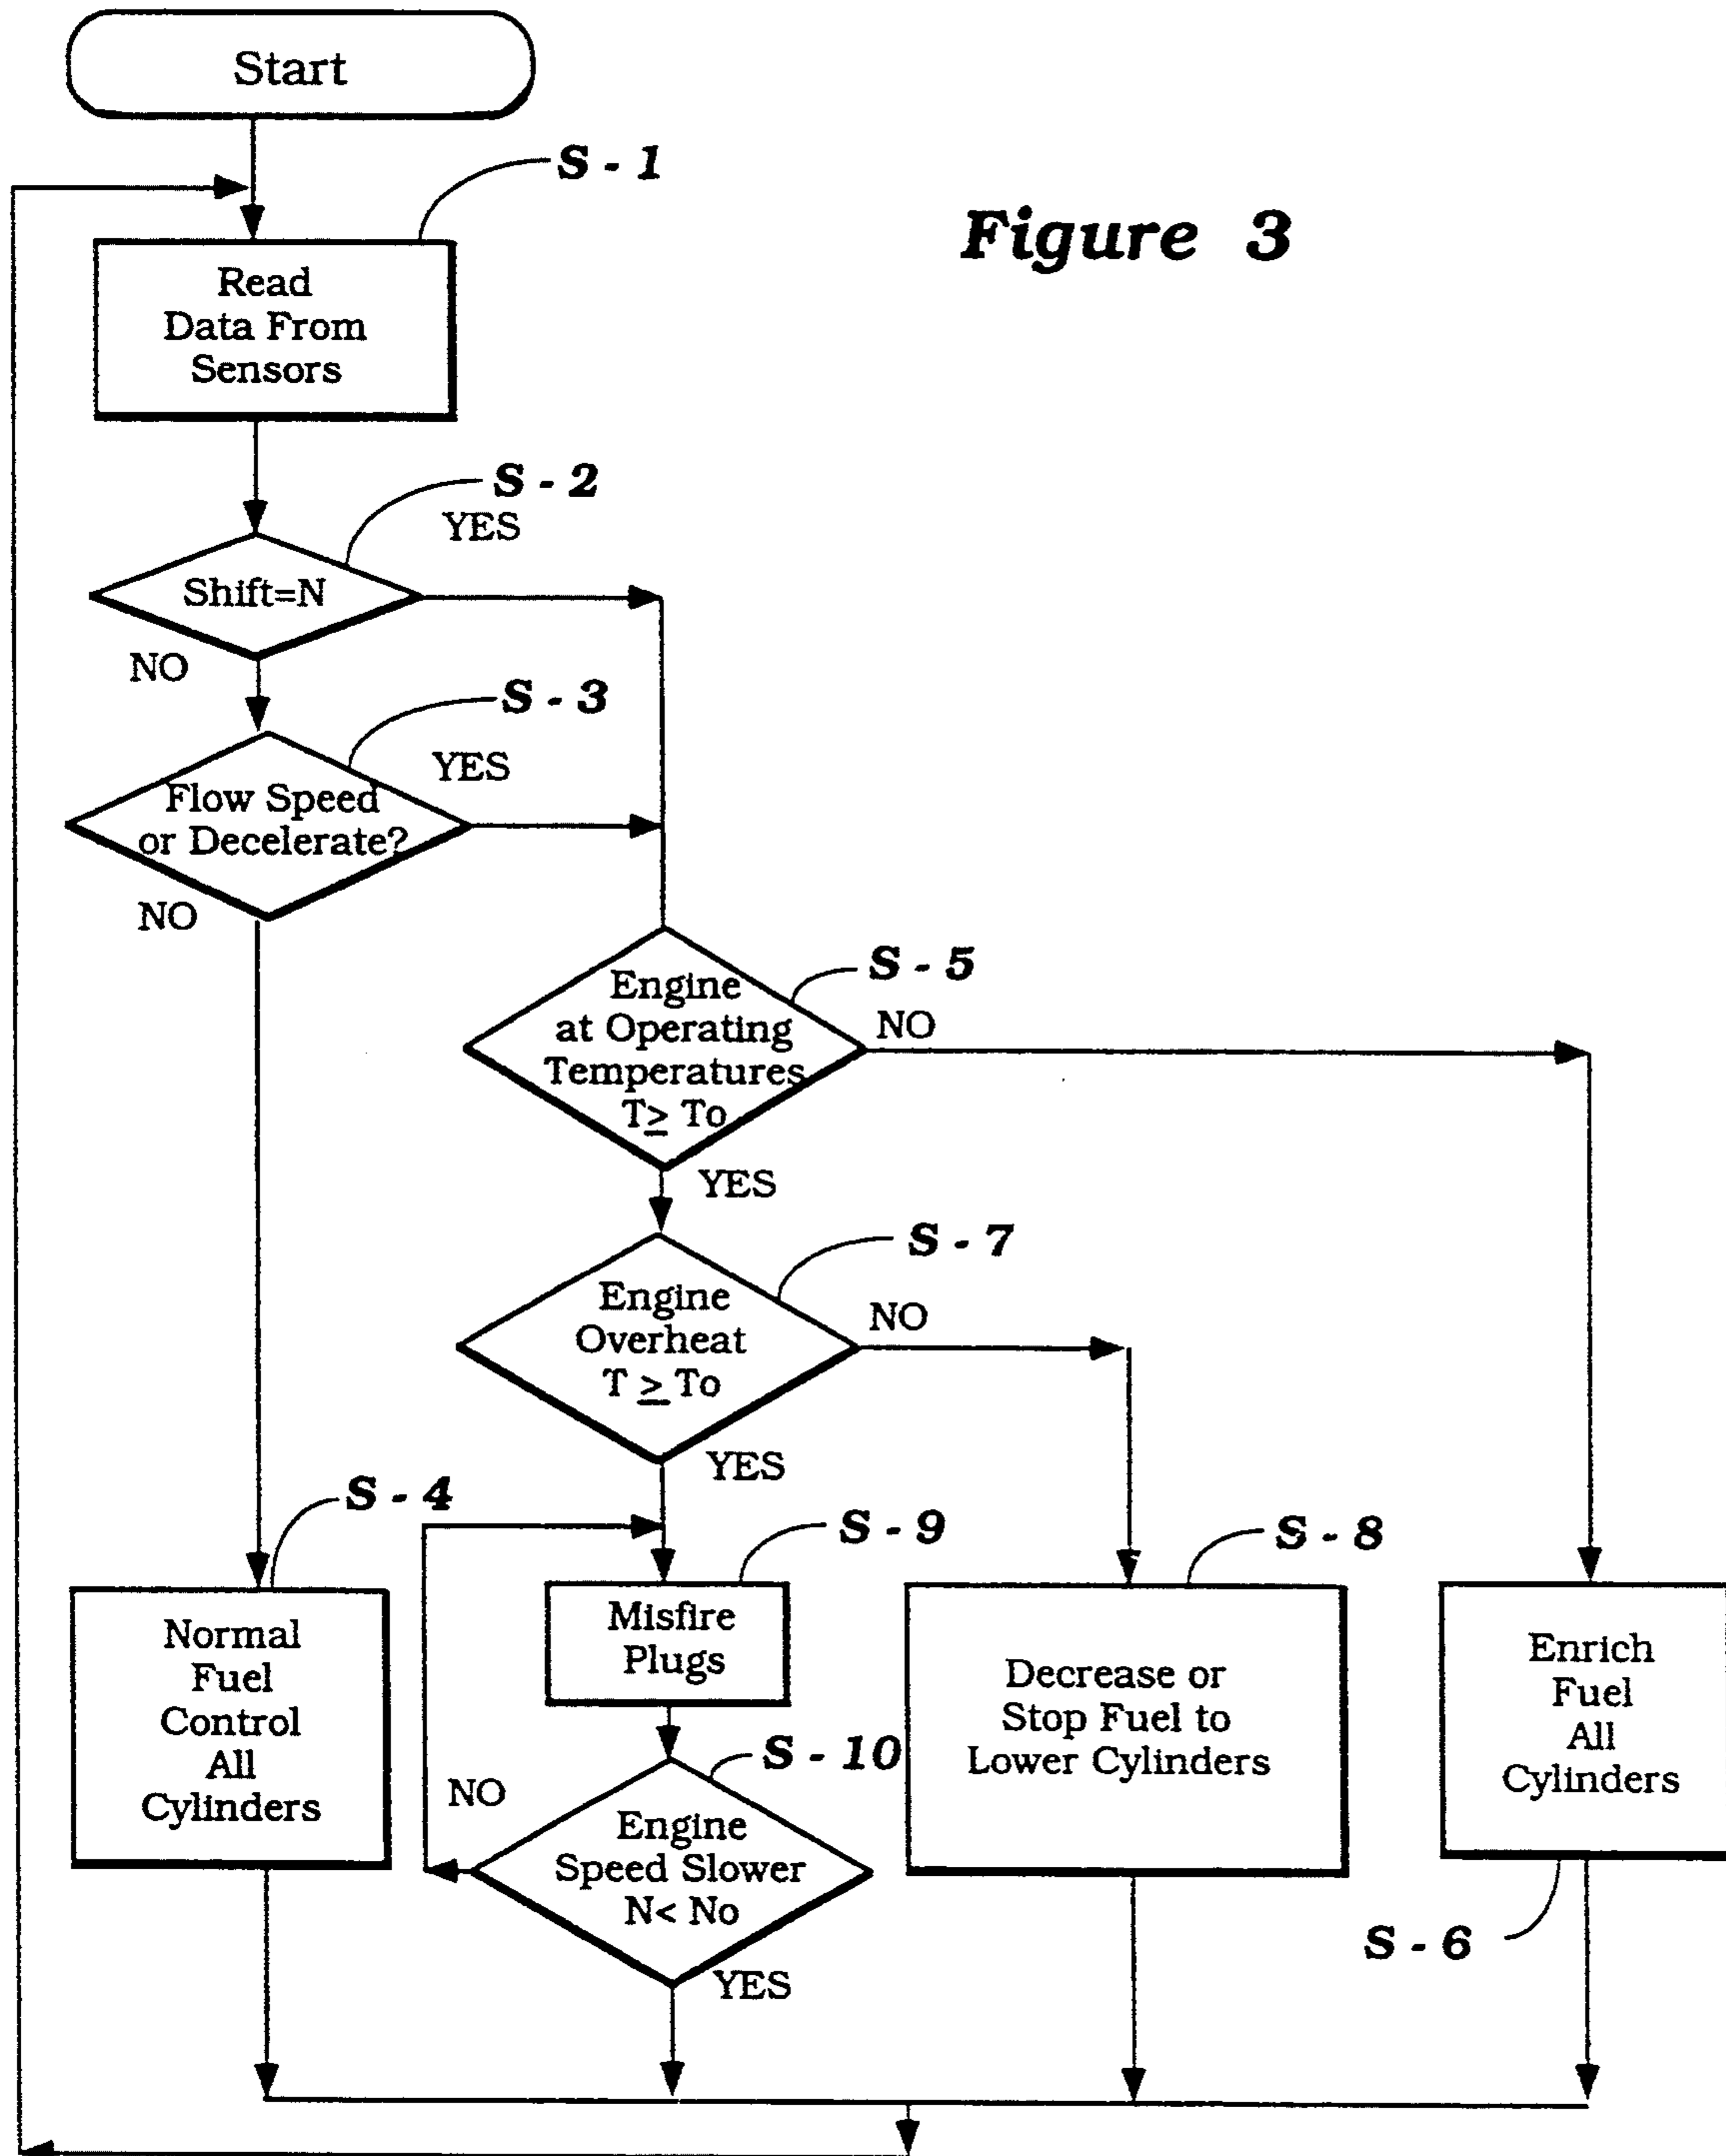 Start
S - 1
Figure 3
Read
Data From
Sensors
S - 2
YES
Shift=N
NO
S - 3
YES
Flow Speed
or Decelerate?
NO
S - 5
Engine
at Operating
Temperatures
T≥ To
NO
YES
S - 7
Engine
Overheat
T ≥ To
NO
YES
S - 4
S - 9
S - 8
Normal
Fuel
Control
All
Cylinders
Misfire
Plugs
Decrease or
Stop Fuel to
Lower Cylinders
Enrich
Fuel
All
Cylinders
S - 10
NO
Engine
Speed Slower
N< No
YES
S - 6